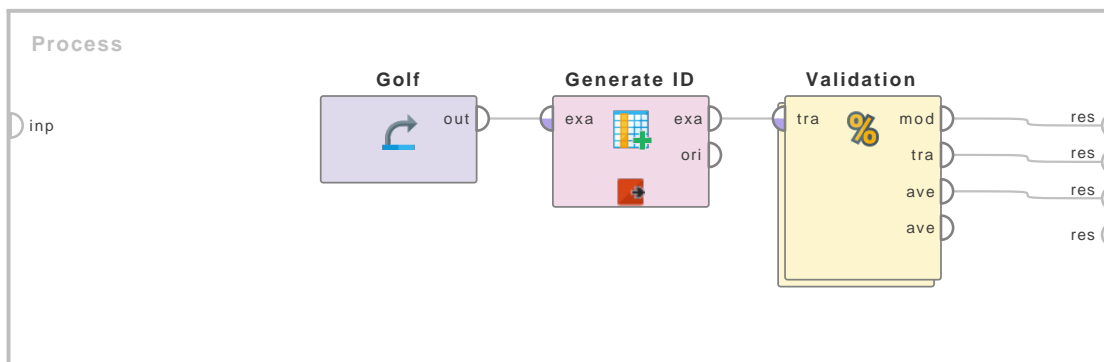 Process
inp
Golf
out
Generate ID
exa
exa
ori
Validation
tra
mod
tra
ave
ave
%
res
res
res
res